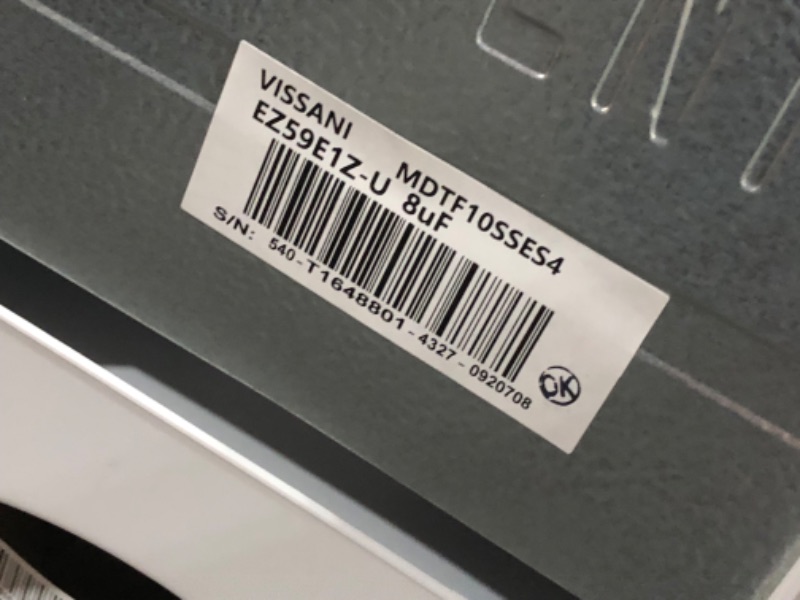 VISSANI MDTF10SSES4
EZ59E1Z-U 8uF
S/N: 540-T1648801-4327-0920708
OK